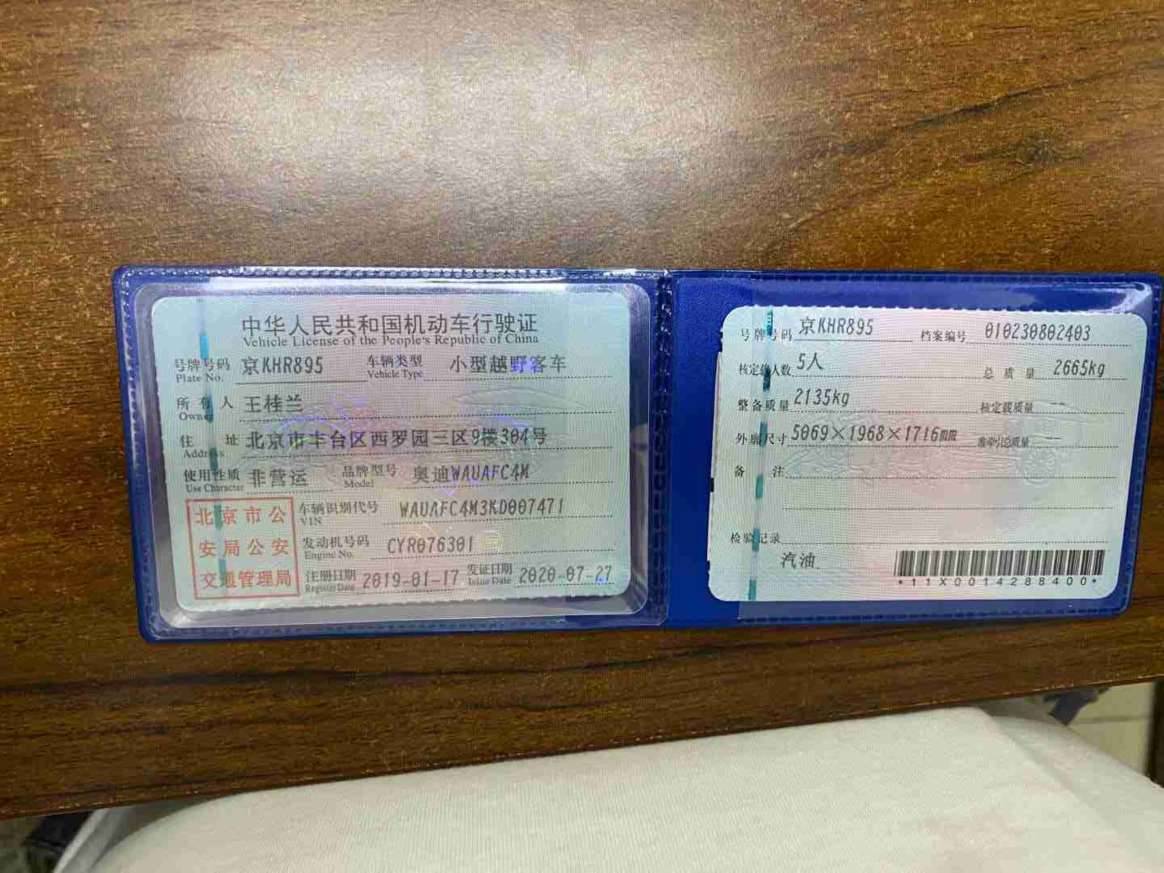 中华人民共和国机动车行驶证
Vehicle License of the People's Republic of China
号牌号码 京KHR895 车辆类型 小型越野客车
Plate No. Vehicle Type
所有人 王桂兰
Owner
住址 北京市丰台区西罗园三区9楼304号
Address
使用性质 非营运 品牌型号 奥迪WAUAFC4M
Use Character Model
北京市公
安局公安
交通管理局
车辆识别代号 WAUAFC4M3KD007471
VIN
发动机号码 CYR076301
Engine No.
注册日期 2019-01-17 发证日期 2020-07-27
Register Date Issue Date
号牌号码 京KHR895 档案编号 010230802403
核定载人数 5人 总质量 2665kg
整备质量 2135kg 核定载质量 --
外廓尺寸 5069×1968×1716mm 准牵引总质量 --
备注
检验记录
汽油
*11X0014288400*